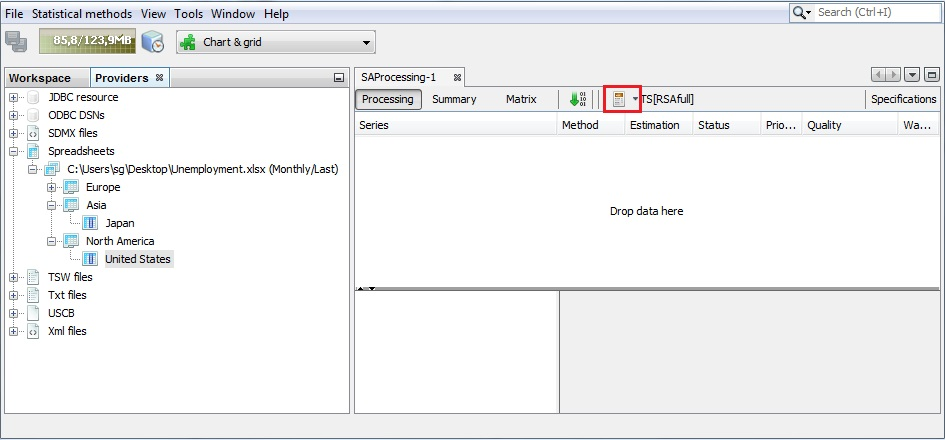 File Statistical methods View Tools Window Help Search (Ctrl+I)
85,8/123,9MB Chart & grid
Workspace Providers
JDBC resource
ODBC DSNs
SDMX files
Spreadsheets
C:\Users\sg\Desktop\Unemployment.xlsx (Monthly/Last)
Europe
Asia
Japan
North America
United States
TSW files
Txt files
USCB
Xml files
SAProcessing-1
Processing Summary Matrix TS[RSAfull] Specifications
Series Method Estimation Status Prio... Quality Wa...
Drop data here